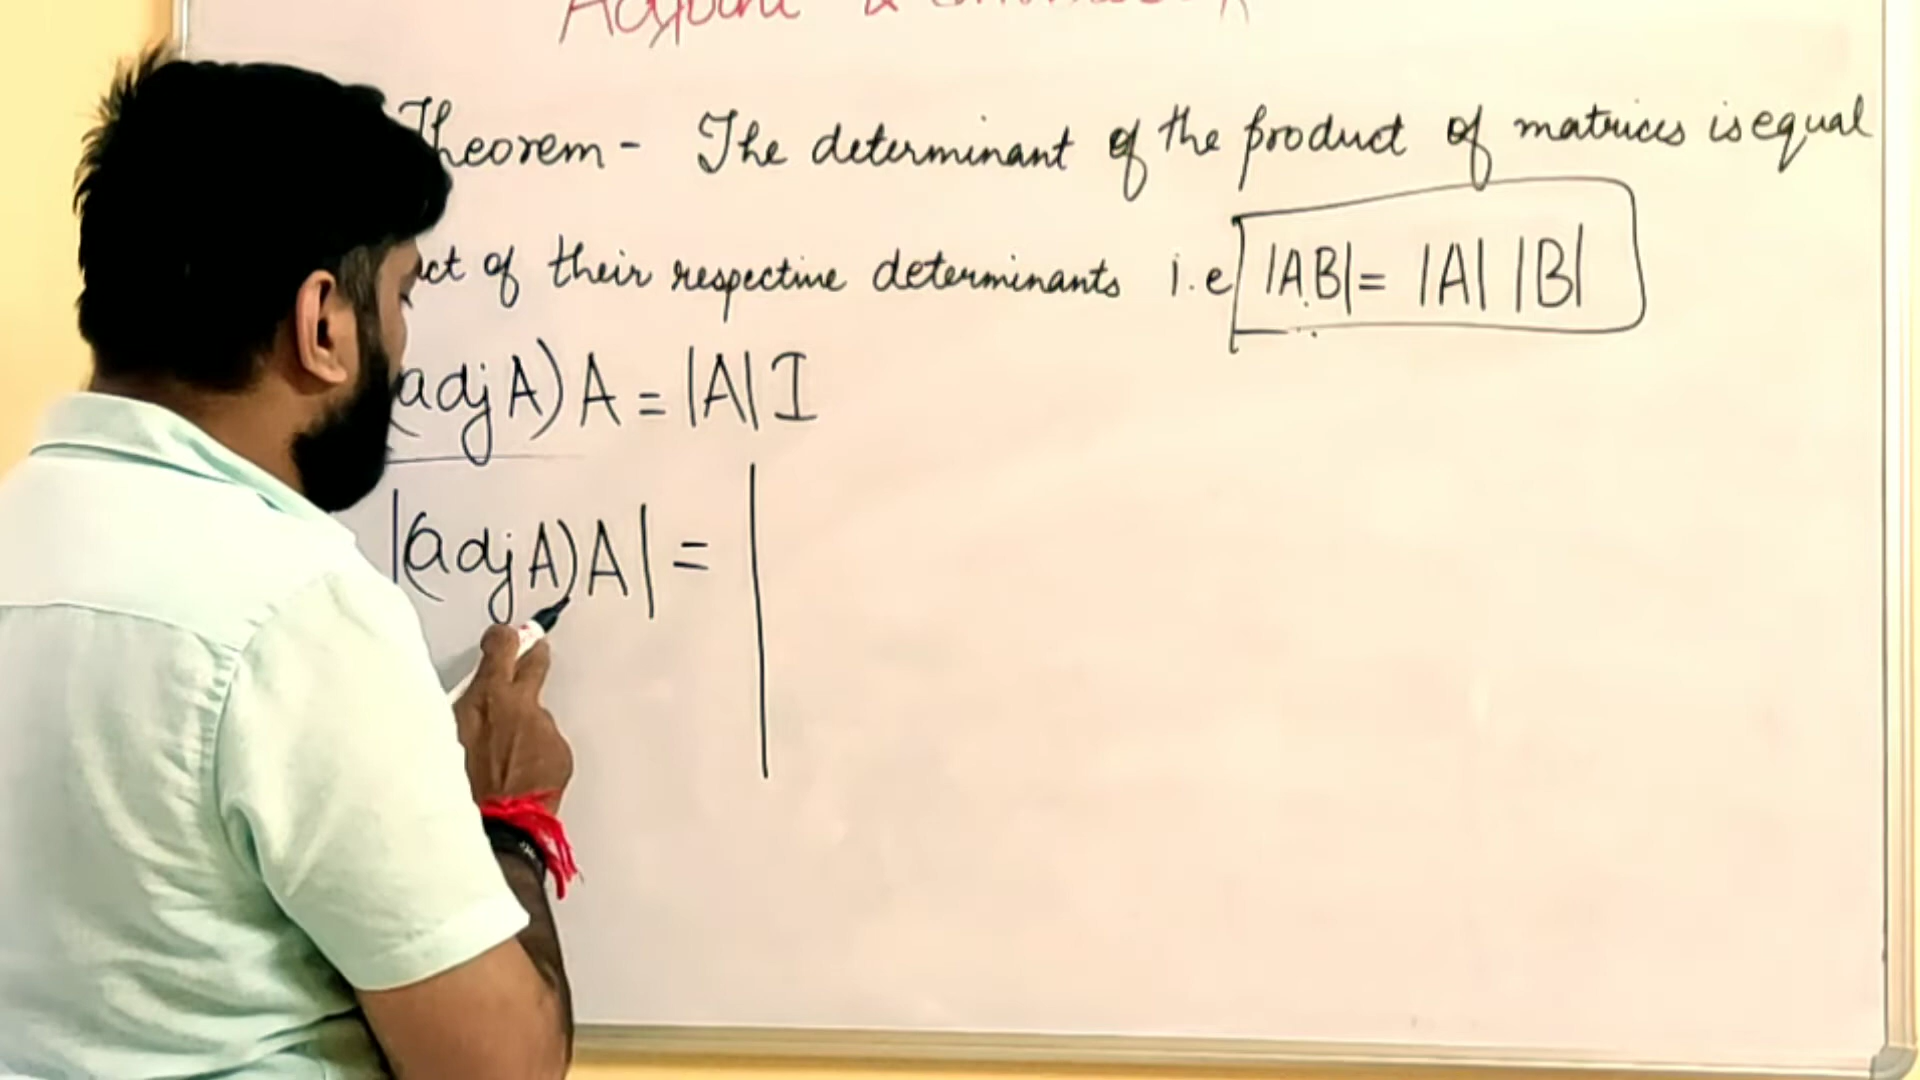 Theorem - The determinant of the product of matrices is equal
of their respective determinants i.e |AB| = |A| |B|
(adj A) A = |A| I
|(adj A) A| = |